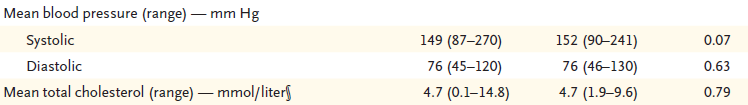 Mean blood pressure (range) — mm Hg
Systolic 149 (87–270) 152 (90–241) 0.07
Diastolic 76 (45–120) 76 (46–130) 0.63
Mean total cholesterol (range) — mmol/liter§ 4.7 (0.1–14.8) 4.7 (1.9–9.6) 0.79